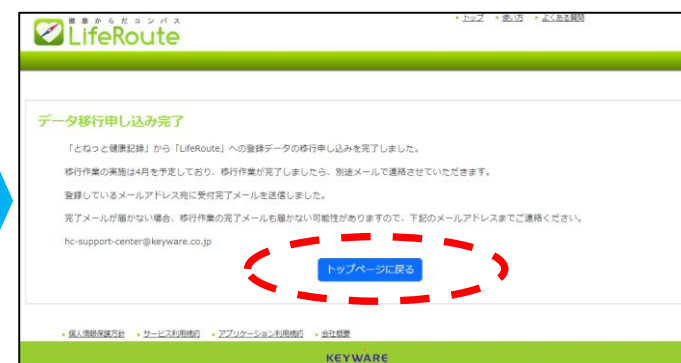 健康からだコンパス
LifeRoute
トップ 使い方 よくある質問
データ移行申し込み完了
「とねっと健康記録」から「LifeRoute」への登録データの移行申し込みを完了しました。
移行作業の実施は4月を予定しており、移行作業が完了しましたら、別途メールで連絡させていただきます。
登録しているメールアドレス宛に受付完了メールを送信しました。
完了メールが届かない場合、移行作業の完了メールも届かない可能性がありますので、下記のメールアドレスまでご連絡ください。
hc-support-center@keyware.co.jp
トップページに戻る
個人情報保護方針 サービス利用規約 アプリケーション利用規約 会社概要
KEYWARE